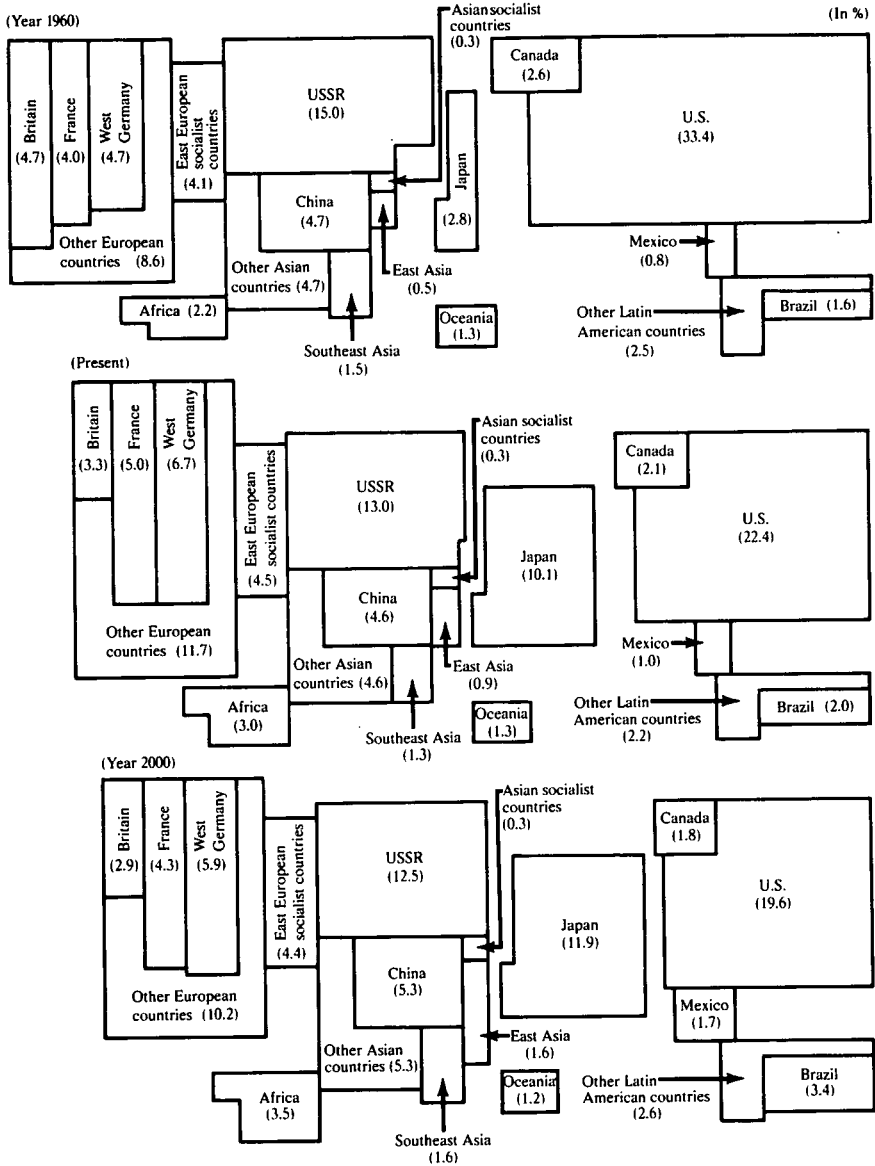 (Year 1960)
(In %)
Britain
(4.7)
France
(4.0)
West
Germany
(4.7)
Other European
countries (8.6)
East European
socialist
countries
(4.1)
USSR
(15.0)
Asian socialist
countries
(0.3)
China
(4.7)
Japan
(2.8)
Other Asian
countries (4.7)
East Asia
(0.5)
Africa (2.2)
Southeast Asia
(1.5)
Oceania
(1.3)
Canada
(2.6)
U.S.
(33.4)
Mexico
(0.8)
Other Latin
American countries
(2.5)
Brazil (1.6)
(Present)
Britain
(3.3)
France
(5.0)
West
Germany
(6.7)
Other European
countries (11.7)
East European
socialist countries
(4.5)
USSR
(13.0)
Asian socialist
countries
(0.3)
China
(4.6)
Japan
(10.1)
Other Asian
countries (4.6)
East Asia
(0.9)
Africa
(3.0)
Southeast Asia
(1.3)
Oceania
(1.3)
Canada
(2.1)
U.S.
(22.4)
Mexico
(1.0)
Other Latin
American countries
(2.2)
Brazil (2.0)
(Year 2000)
Britain
(2.9)
France
(4.3)
West
Germany
(5.9)
Other European
countries (10.2)
East European
socialist countries
(4.4)
USSR
(12.5)
Asian socialist
countries
(0.3)
China
(5.3)
Japan
(11.9)
Other Asian
countries (5.3)
East Asia
(1.6)
Africa
(3.5)
Southeast Asia
(1.6)
Oceania
(1.2)
Canada
(1.8)
U.S.
(19.6)
Mexico
(1.7)
Other Latin
American countries
(2.6)
Brazil
(3.4)